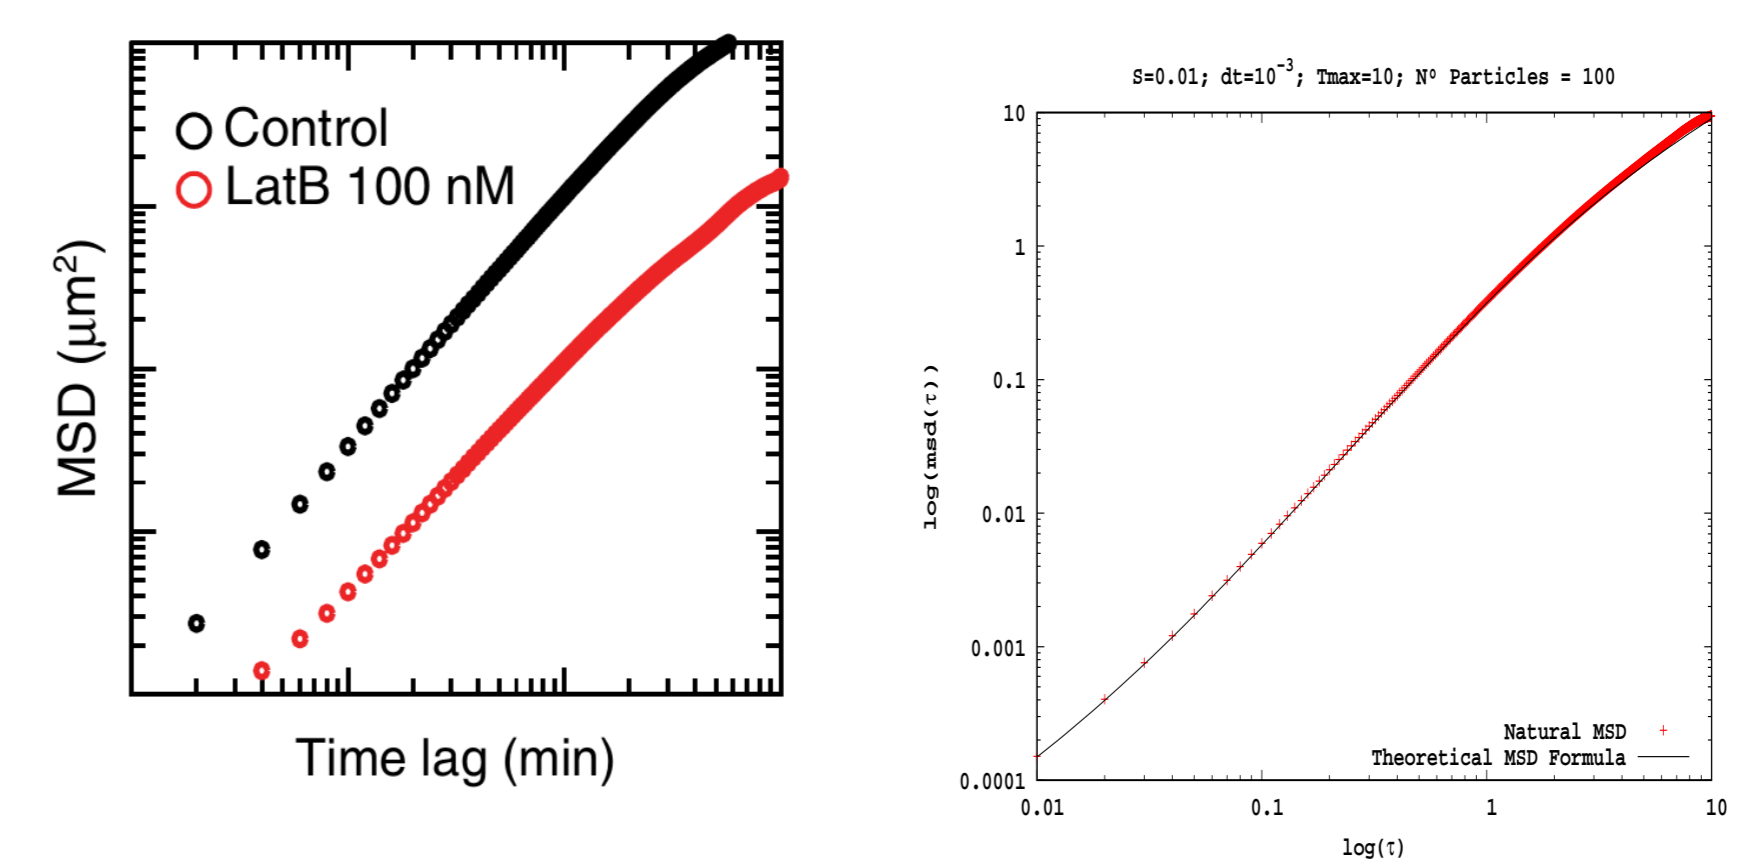 Control
LatB 100 nM
MSD (μm²)
Time lag (min)
S=0.01; dt=10⁻³; Tmax=10; Nº Particles = 100
10
1
0.1
0.01
0.001
0.0001
log(msd(τ))
Natural MSD
Theoretical MSD Formula
0.01 0.1 1 10
log(τ)